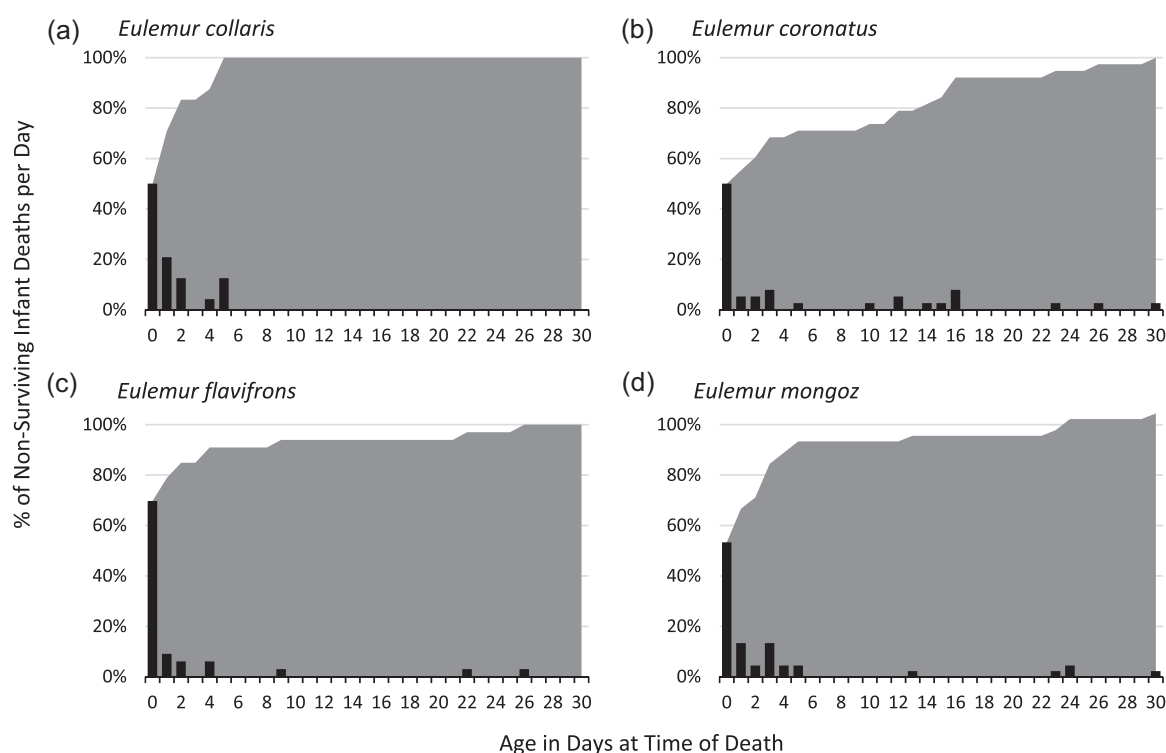 (a) Eulemur collaris
(b) Eulemur coronatus
100%
80%
60%
40%
20%
0%
0 2 4 6 8 10 12 14 16 18 20 22 24 26 28 30
100%
80%
60%
40%
20%
0%
0 2 4 6 8 10 12 14 16 18 20 22 24 26 28 30
% of Non-Surviving Infant Deaths per Day
(c) Eulemur flavifrons
(d) Eulemur mongoz
100%
80%
60%
40%
20%
0%
0 2 4 6 8 10 12 14 16 18 20 22 24 26 28 30
100%
80%
60%
40%
20%
0%
0 2 4 6 8 10 12 14 16 18 20 22 24 26 28 30
Age in Days at Time of Death